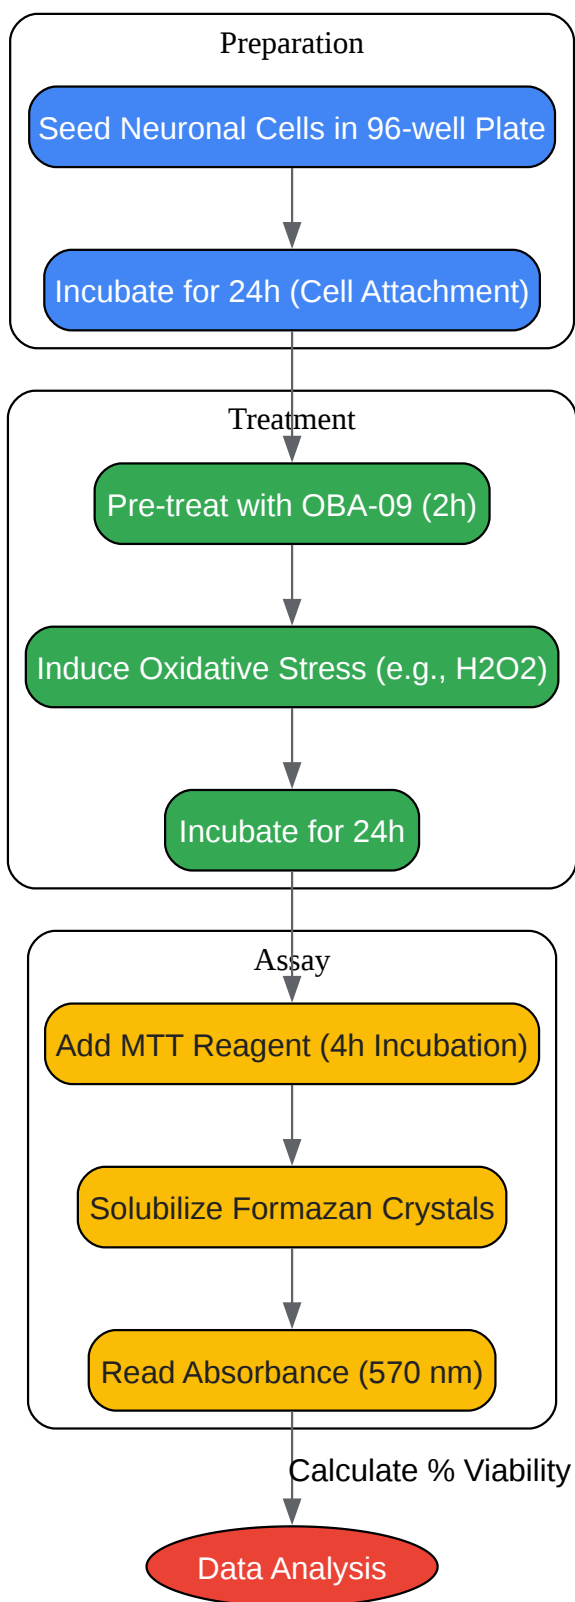 Preparation
Seed Neuronal Cells in 96-well Plate
Incubate for 24h (Cell Attachment)
Treatment
Pre-treat with OBA-09 (2h)
Induce Oxidative Stress (e.g., H2O2)
Incubate for 24h
Assay
Add MTT Reagent (4h Incubation)
Solubilize Formazan Crystals
Read Absorbance (570 nm)
Calculate % Viability
Data Analysis